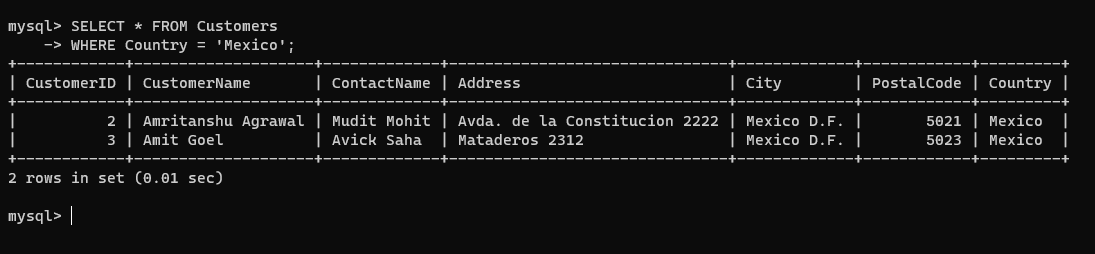 mysql> SELECT * FROM Customers
    -> WHERE Country = 'Mexico';
+------------+--------------------+-------------+-------------------------------+-------------+------------+---------+
| CustomerID | CustomerName       | ContactName | Address                       | City        | PostalCode | Country |
+------------+--------------------+-------------+-------------------------------+-------------+------------+---------+
|          2 | Amritanshu Agrawal | Mudit Mohit | Avda. de la Constitucion 2222 | Mexico D.F. |       5021 | Mexico  |
|          3 | Amit Goel          | Avick Saha  | Mataderos 2312                | Mexico D.F. |       5023 | Mexico  |
+------------+--------------------+-------------+-------------------------------+-------------+------------+---------+
2 rows in set (0.01 sec)

mysql>